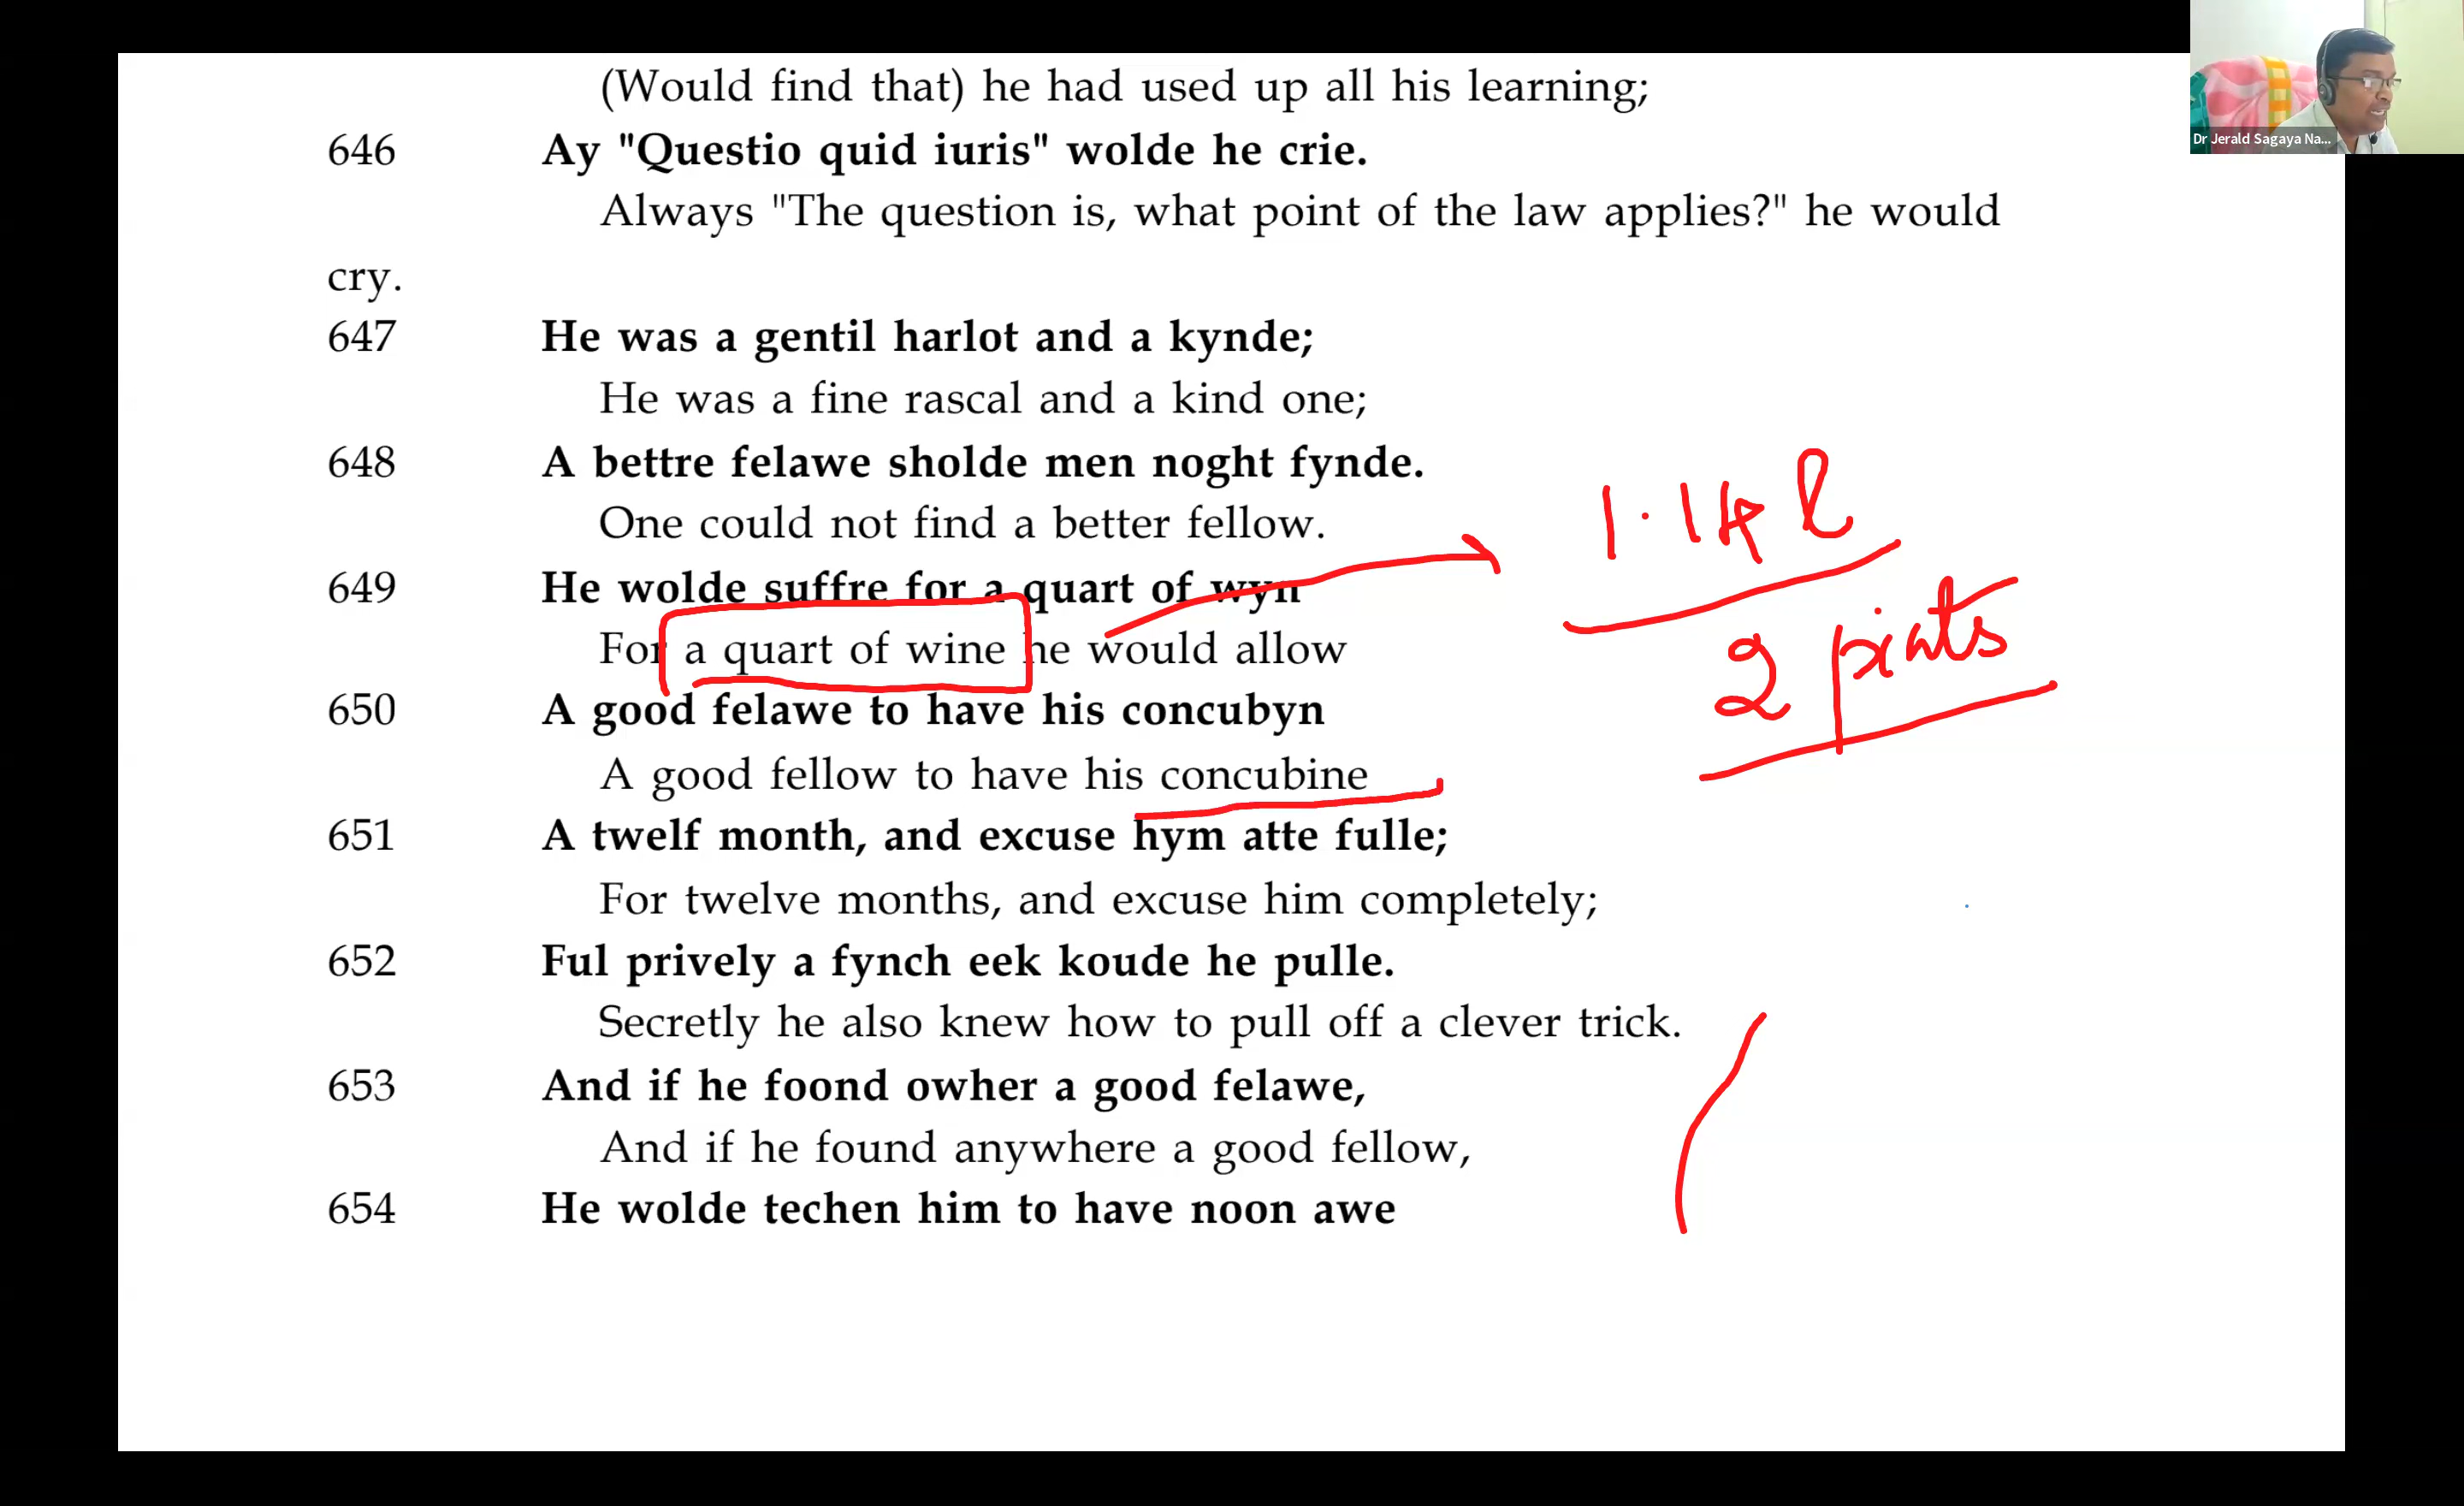 (Would find that) he had used up all his learning;
Dr Jerald Sagaya Na...
646 Ay "Questio quid iuris" wolde he crie.
Always "The question is, what point of the law applies?" he would
cry.
647 He was a gentil harlot and a kynde;
He was a fine rascal and a kind one;
648 A bettre felawe sholde men noght fynde.
One could not find a better fellow.
1.14 l
649 He wolde suffre for a quart of wyn
For a quart of wine he would allow
2 pints
650 A good felawe to have his concubyn
A good fellow to have his concubine
651 A twelf month, and excuse hym atte fulle;
For twelve months, and excuse him completely;
652 Ful prively a fynch eek koude he pulle.
Secretly he also knew how to pull off a clever trick.
653 And if he foond owher a good felawe,
And if he found anywhere a good fellow,
654 He wolde techen him to have noon awe